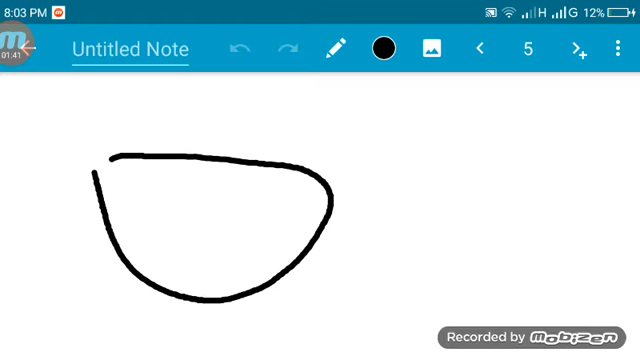 8:03 PM H G 12%
m
01:41
Untitled Note 5
Recorded by mobizen